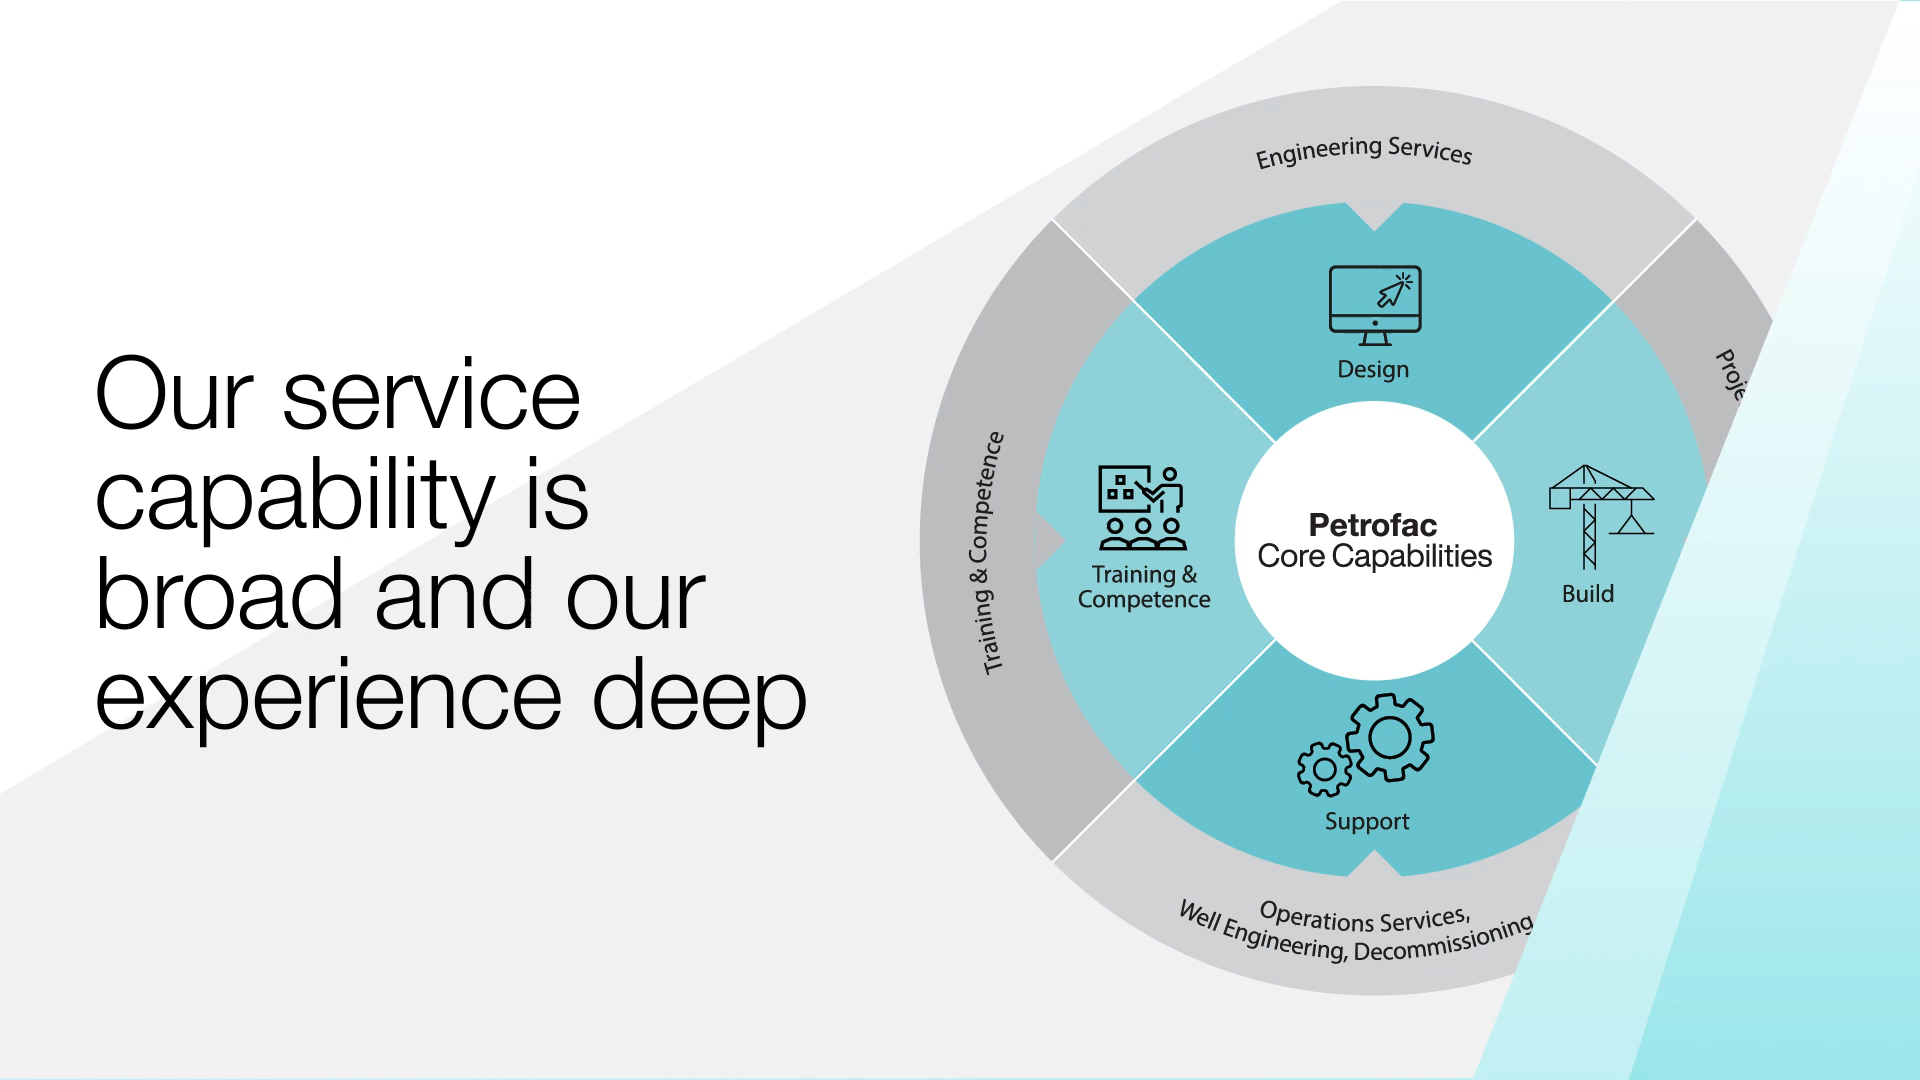 Our service
capability is
broad and our
experience deep
Engineering Services
Design
Training & Competence
Training &
Competence
Petrofac
Core Capabilities
Build
Support
Operations Services,
Well Engineering, Decommissioning